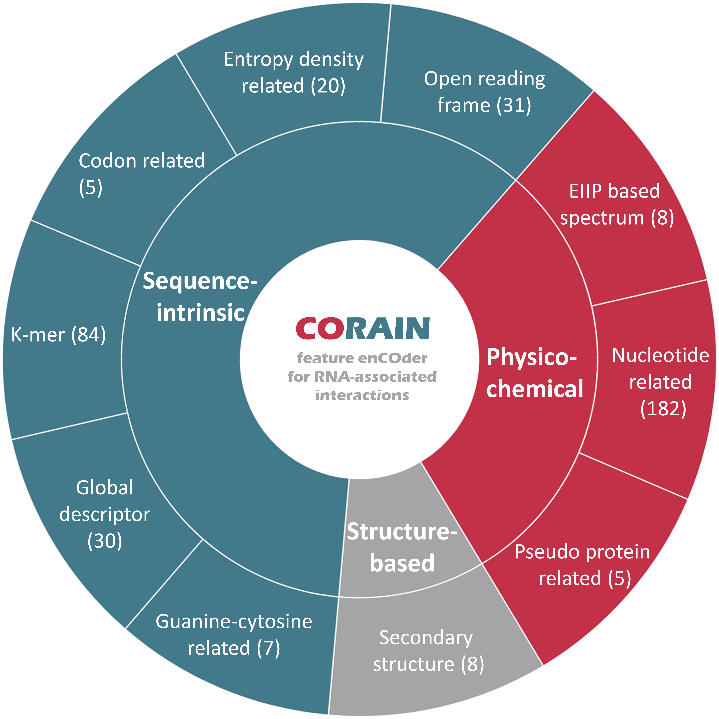 Entropy density
related (20)
Open reading
frame (31)
Codon related
(5)
EIIP based
spectrum (8)
Sequence-
intrinsic
K-mer (84)
CORAIN
feature enCOder
for RNA-associated
interactions
Physico-
chemical
Nucleotide
related
(182)
Global
descriptor
(30)
Structure-
based
Pseudo protein
related (5)
Guanine-cytosine
related (7)
Secondary
structure (8)